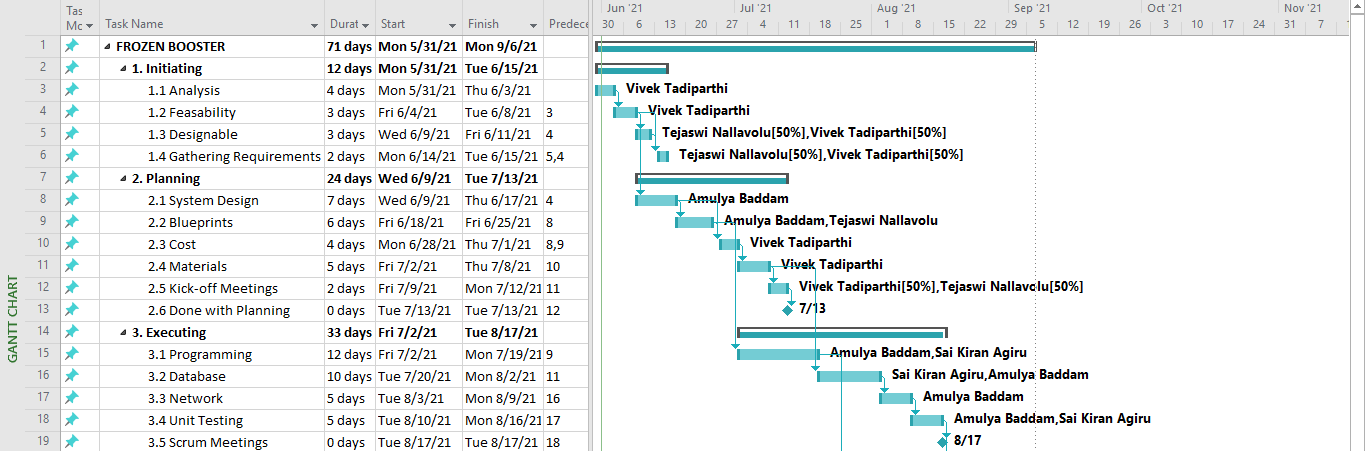 Tas Mo Task Name Durat Start Finish Predece
Jun '21 Jul '21 Aug '21 Sep '21 Oct '21 Nov '21
30 6 13 20 27 4 11 18 25 1 8 15 22 29 5 12 19 26 3 10 17 24 31 7 1
1 FROZEN BOOSTER 71 days Mon 5/31/21 Mon 9/6/21
2 1. Initiating 12 days Mon 5/31/21 Tue 6/15/21
3 1.1 Analysis 4 days Mon 5/31/21 Thu 6/3/21 Vivek Tadiparthi
4 1.2 Feasability 3 days Fri 6/4/21 Tue 6/8/21 3 Vivek Tadiparthi
5 1.3 Designable 3 days Wed 6/9/21 Fri 6/11/21 4 Tejaswi Nallavolu[50%],Vivek Tadiparthi[50%]
6 1.4 Gathering Requirements 2 days Mon 6/14/21 Tue 6/15/21 5,4 Tejaswi Nallavolu[50%],Vivek Tadiparthi[50%]
7 2. Planning 24 days Wed 6/9/21 Tue 7/13/21
8 2.1 System Design 7 days Wed 6/9/21 Thu 6/17/21 4 Amulya Baddam
9 2.2 Blueprints 6 days Fri 6/18/21 Fri 6/25/21 8 Amulya Baddam,Tejaswi Nallavolu
10 2.3 Cost 4 days Mon 6/28/21 Thu 7/1/21 8,9 Vivek Tadiparthi
11 2.4 Materials 5 days Fri 7/2/21 Thu 7/8/21 10 Vivek Tadiparthi
12 2.5 Kick-off Meetings 2 days Fri 7/9/21 Mon 7/12/21 11 Vivek Tadiparthi[50%],Tejaswi Nallavolu[50%]
13 2.6 Done with Planning 0 days Tue 7/13/21 Tue 7/13/21 12 7/13
14 3. Executing 33 days Fri 7/2/21 Tue 8/17/21
15 3.1 Programming 12 days Fri 7/2/21 Mon 7/19/21 9 Amulya Baddam,Sai Kiran Agiru
16 3.2 Database 10 days Tue 7/20/21 Mon 8/2/21 11 Sai Kiran Agiru,Amulya Baddam
17 3.3 Network 5 days Tue 8/3/21 Mon 8/9/21 16 Amulya Baddam
18 3.4 Unit Testing 5 days Tue 8/10/21 Mon 8/16/21 17 Amulya Baddam,Sai Kiran Agiru
19 3.5 Scrum Meetings 0 days Tue 8/17/21 Tue 8/17/21 18 8/17
GANTT CHART